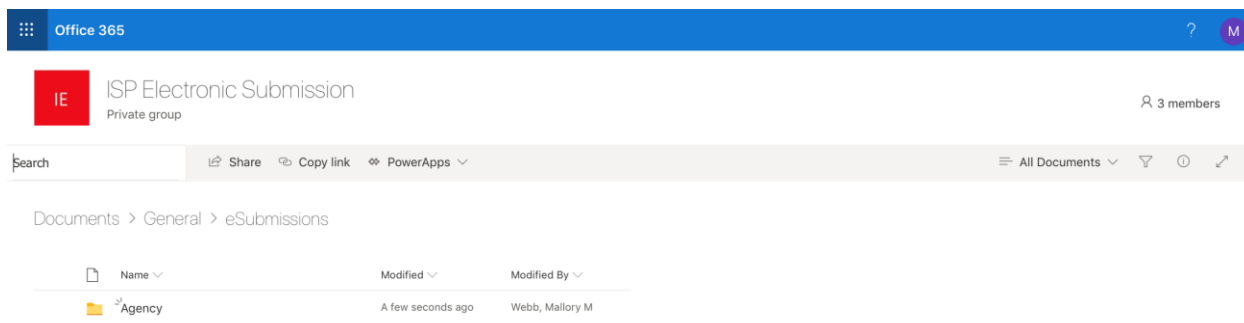 Office 365 ? M
IE ISP Electronic Submission
Private group
3 members
Search Share Copy link PowerApps All Documents
Documents > General > eSubmissions
Name Modified Modified By
Agency A few seconds ago Webb, Mallory M